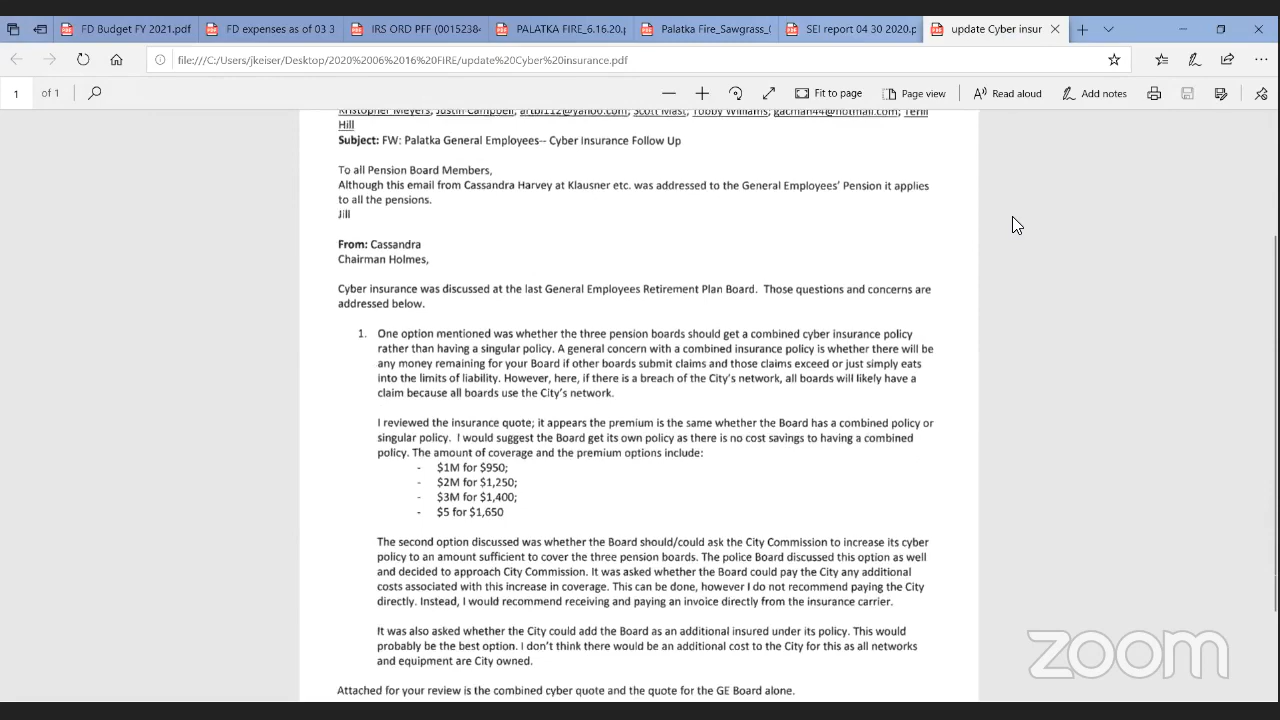 FD Budget FY 2021.pdf
FD expenses as of 03 3
IRS ORD PFF (0015238
PALATKA FIRE_6.16.20.p
Palatka Fire_Sawgrass_
SEI report 04 30 2020.p
update Cyber insur
file:///C:/Users/jkeiser/Desktop/2020%2006%2016%20FIRE/update%20Cyber%20insurance.pdf
1 of 1
Fit to page
Page view
Read aloud
Add notes
Kristopher Meyers; Justin Campbell; artbl112@yahoo.com; Scott Mast; Tobby Williams; gacman44@hotmail.com; Terill
Hill
Subject: FW: Palatka General Employees-- Cyber Insurance Follow Up
To all Pension Board Members,
Although this email from Cassandra Harvey at Klausner etc. was addressed to the General Employees' Pension it applies
to all the pensions.
Jill
From: Cassandra
Chairman Holmes,
Cyber insurance was discussed at the last General Employees Retirement Plan Board. Those questions and concerns are
addressed below.
1. One option mentioned was whether the three pension boards should get a combined cyber insurance policy
rather than having a singular policy. A general concern with a combined insurance policy is whether there will be
any money remaining for your Board if other boards submit claims and those claims exceed or just simply eats
into the limits of liability. However, here, if there is a breach of the City's network, all boards will likely have a
claim because all boards use the City's network.
I reviewed the insurance quote; it appears the premium is the same whether the Board has a combined policy or
singular policy. I would suggest the Board get its own policy as there is no cost savings to having a combined
policy. The amount of coverage and the premium options include:
- $1M for $950;
- $2M for $1,250;
- $3M for $1,400;
- $5 for $1,650
The second option discussed was whether the Board should/could ask the City Commission to increase its cyber
policy to an amount sufficient to cover the three pension boards. The police Board discussed this option as well
and decided to approach City Commission. It was asked whether the Board could pay the City any additional
costs associated with this increase in coverage. This can be done, however I do not recommend paying the City
directly. Instead, I would recommend receiving and paying an invoice directly from the insurance carrier.
It was also asked whether the City could add the Board as an additional insured under its policy. This would
probably be the best option. I don't think there would be an additional cost to the City for this as all networks
and equipment are City owned.
Attached for your review is the combined cyber quote and the quote for the GE Board alone.
zoom